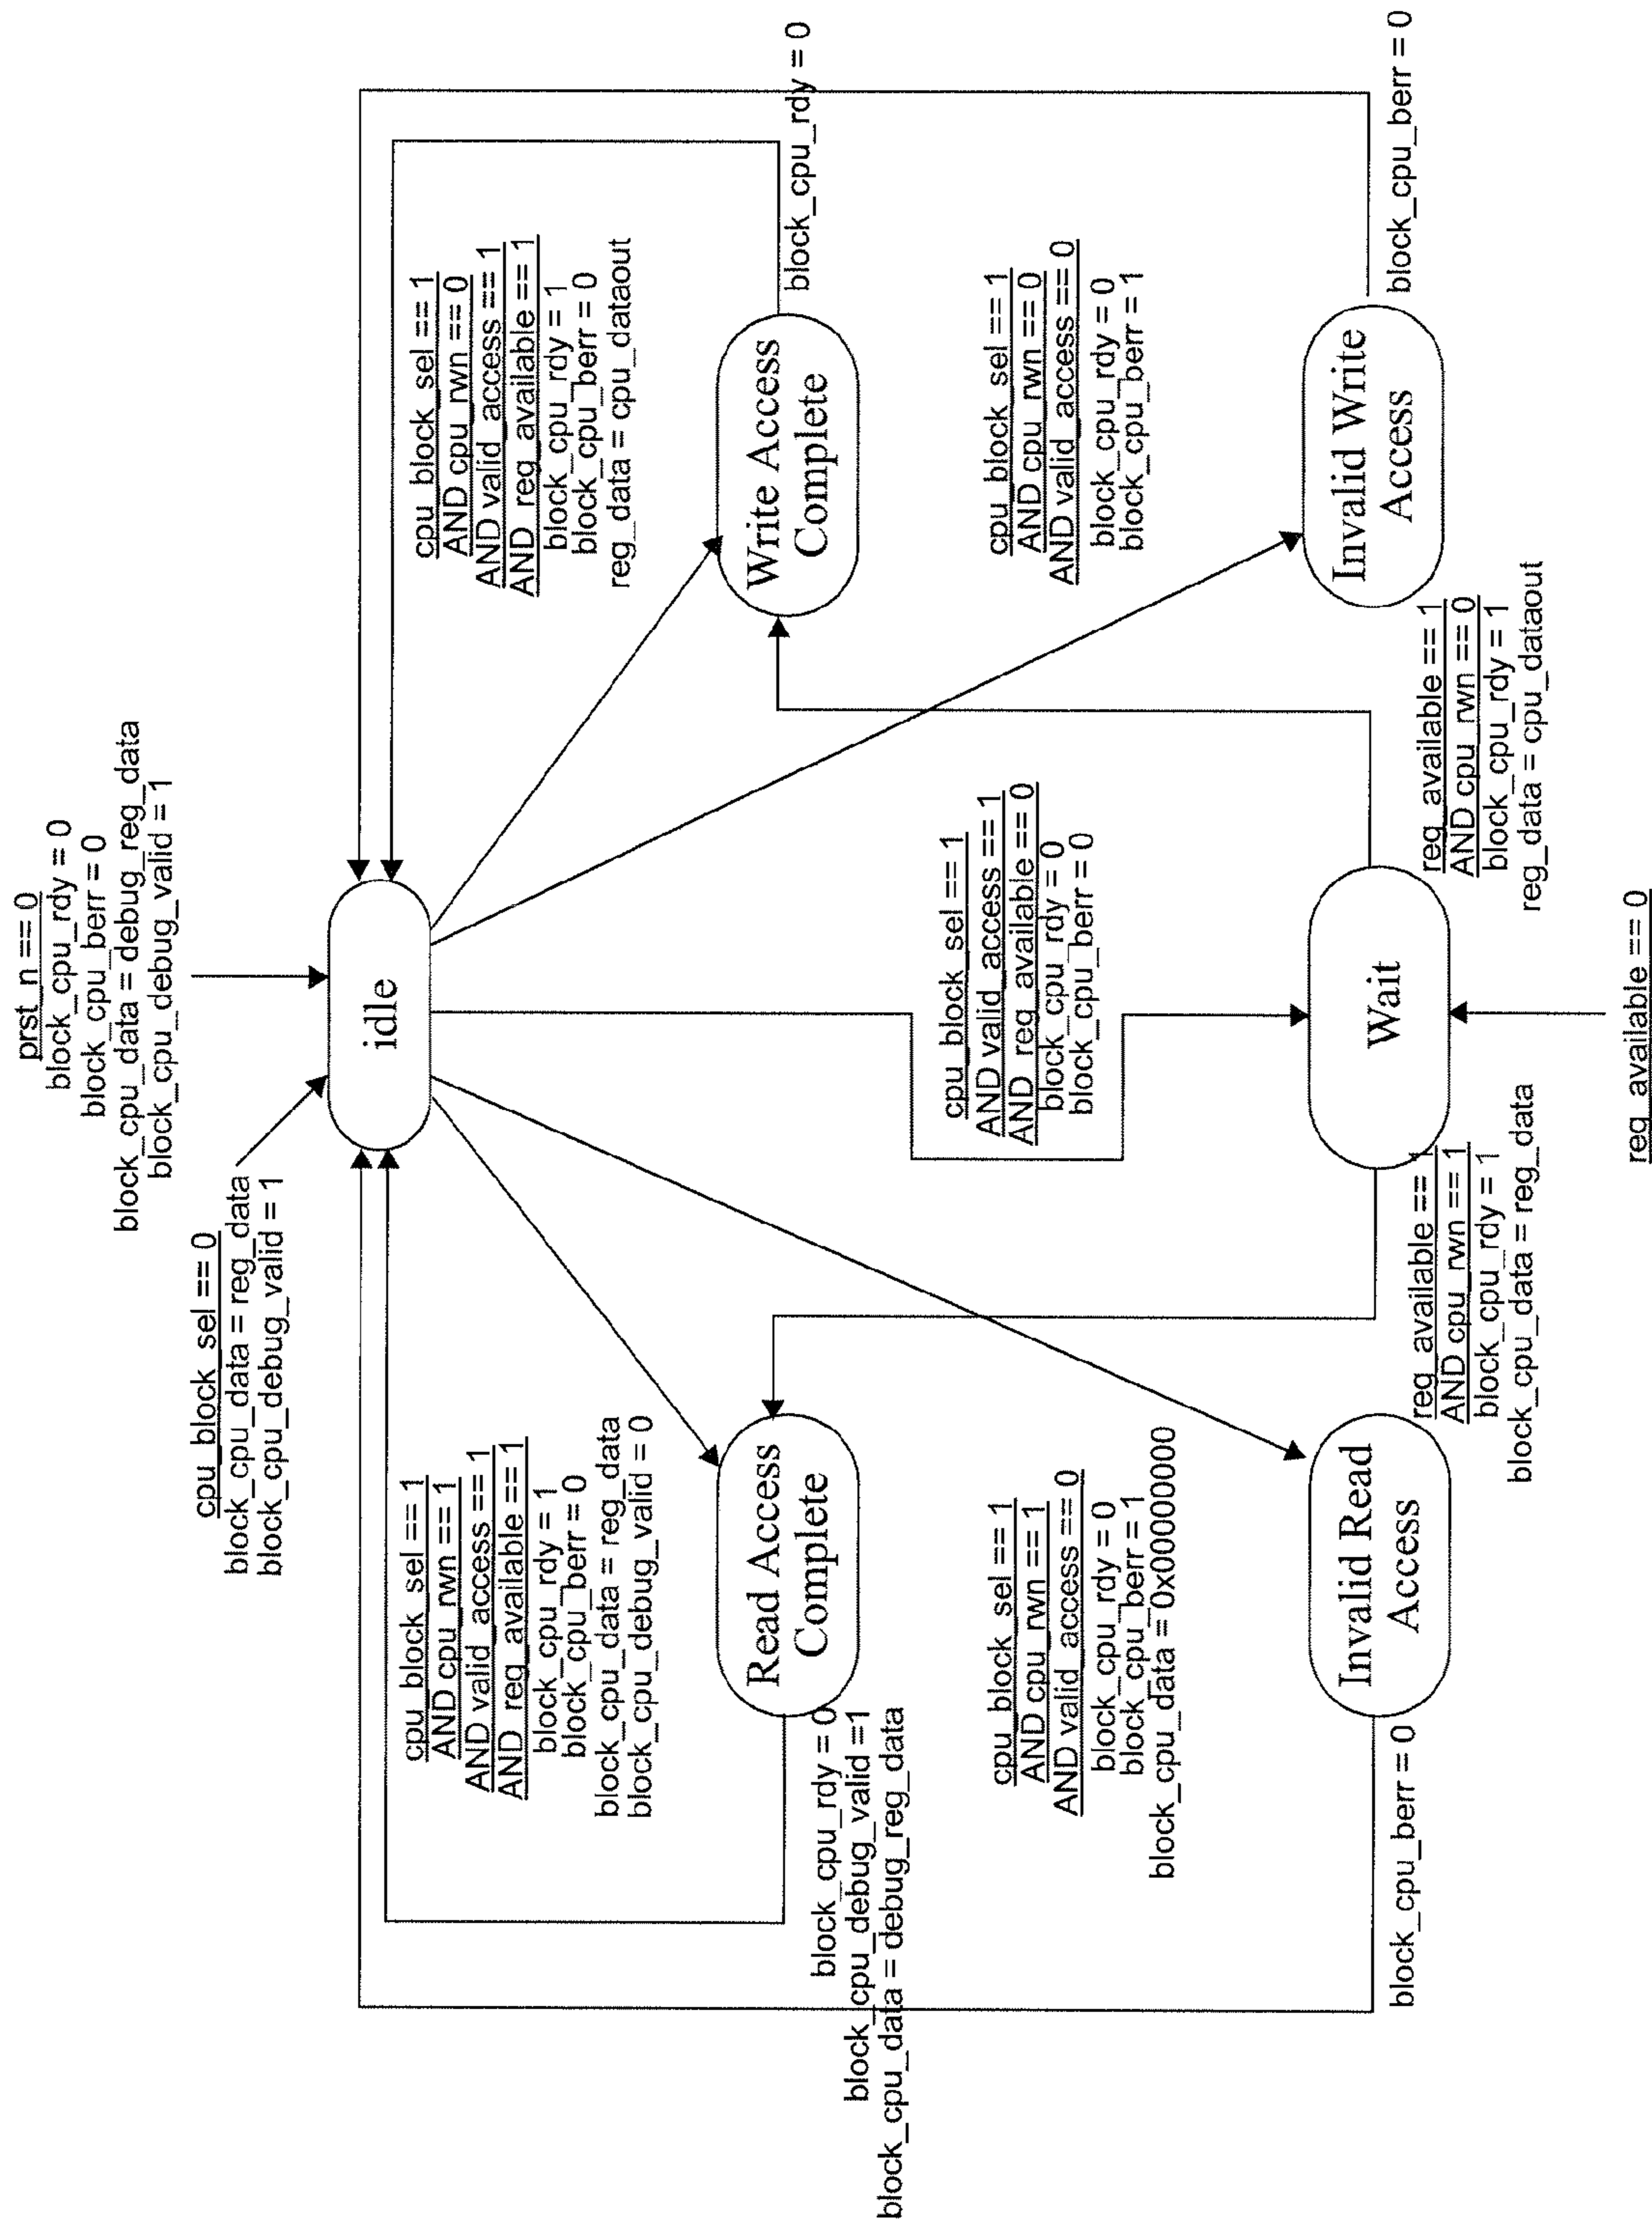 prst_n == 0
block_cpu_rdy = 0
block_cpu_berr = 0
block_cpu_data = debug_reg_data
block_cpu_debug_valid = 1
cpu_block_sel == 0
block_cpu_data = reg_data
block_cpu_debug_valid = 1
idle
cpu_block_sel == 1
AND cpu_rwn == 1
AND valid_access == 1
AND reg_available == 1
block_cpu_rdy = 1
block_cpu_berr = 0
block_cpu_data = reg_data
block_cpu_debug_valid = 0
cpu_block_sel == 1
AND cpu_rwn == 0
AND valid_access == 1
AND reg_available == 1
block_cpu_rdy = 1
block_cpu_berr = 0
reg_data = cpu_dataout
Read Access
Complete
Write Access
Complete
block_cpu_rdy = 0
block_cpu_debug_valid =1
block_cpu_data = debug_reg_data
block_cpu_rdy = 0
cpu_block_sel == 1
AND cpu_rwn == 1
AND valid_access == 0
block_cpu_rdy = 0
block_cpu_berr = 1
block_cpu_data = 0x00000000
cpu_block_sel == 1
AND valid_access == 1
AND reg_available == 0
block_cpu_rdy = 0
block_cpu_berr = 0
cpu_block_sel == 1
AND cpu_rwn == 0
AND valid_access == 0
block_cpu_rdy = 0
block_cpu_berr = 1
Invalid Read
Access
Wait
Invalid Write
Access
block_cpu_berr = 0
reg_available == 1
AND cpu_rwn == 1
block_cpu_rdy = 1
block_cpu_data = reg_data
reg_available == 1
AND cpu_rwn == 0
block_cpu_rdy = 1
reg_data = cpu_dataout
block_cpu_berr = 0
reg_available == 0